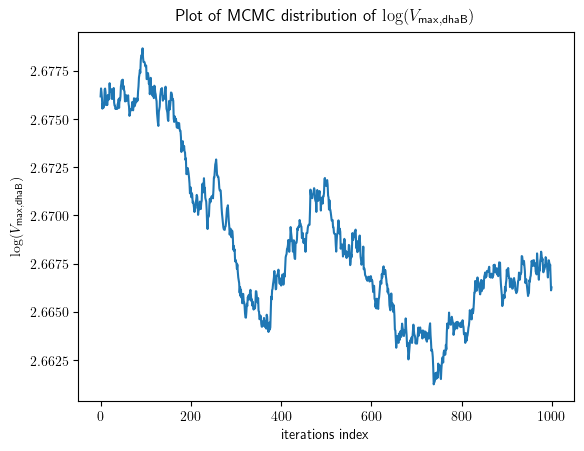 Plot of MCMC distribution of log(V_max,dhaB)
log(V_max,dhaB)
2.6775
2.6750
2.6725
2.6700
2.6675
2.6650
2.6625
0 200 400 600 800 1000
iterations index